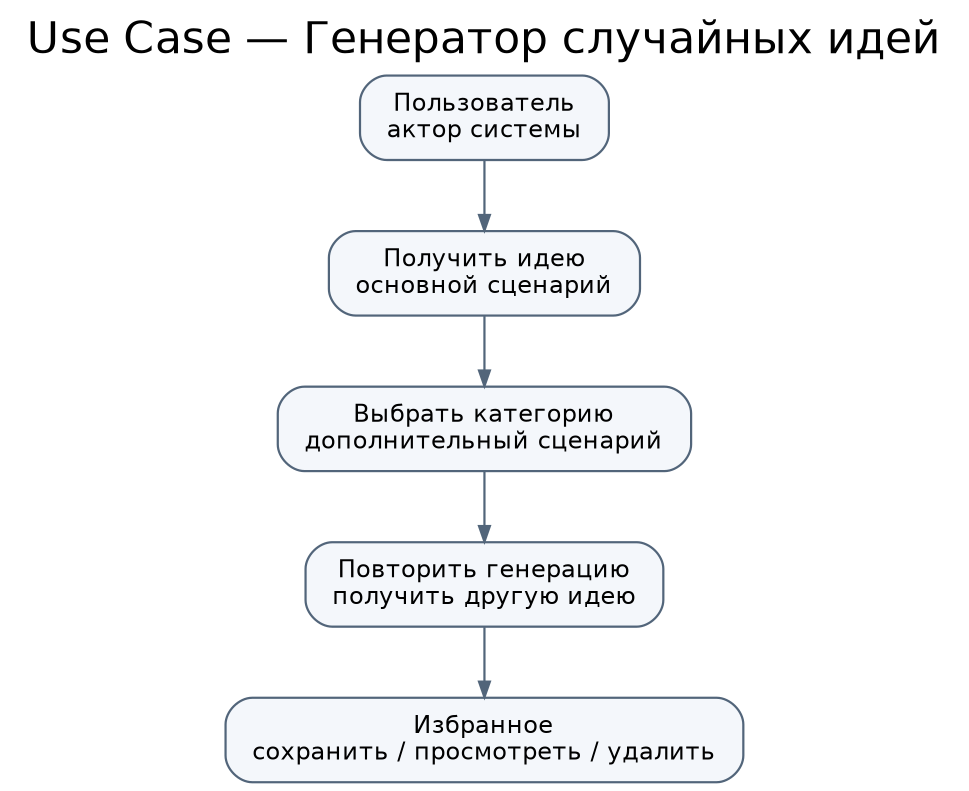 Use Case — Генератор случайных идей
Пользователь
актор системы
Получить идею
основной сценарий
Выбрать категорию
дополнительный сценарий
Повторить генерацию
получить другую идею
Избранное
сохранить / просмотреть / удалить